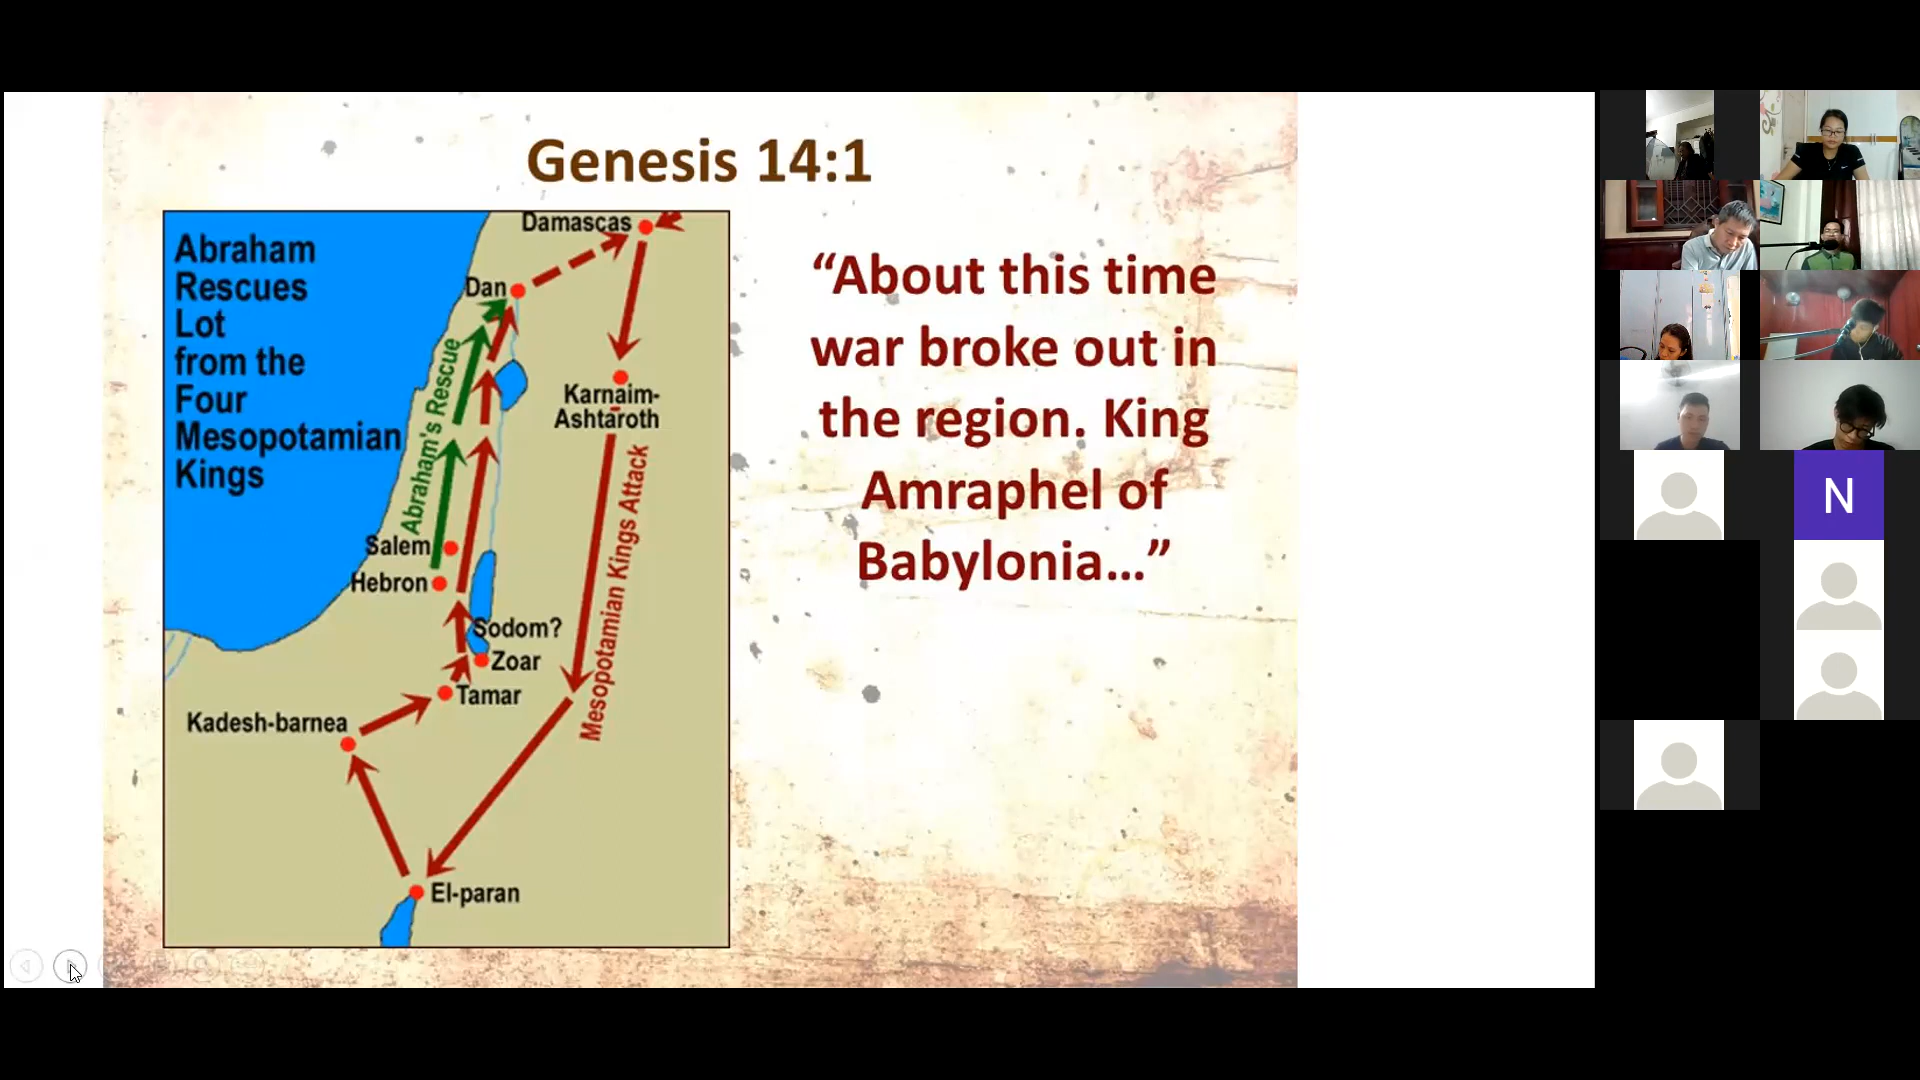 Genesis 14:1
Abraham
Rescues
Lot
from the
Four
Mesopotamian
Kings
Damascas
Dan
Karnaim-
Ashtaroth
Abraham's Rescue
Mesopotamian Kings Attack
Salem
Hebron
Sodom?
Zoar
Tamar
Kadesh-barnea
El-paran
“About this time
war broke out in
the region. King
Amraphel of
Babylonia...”
N